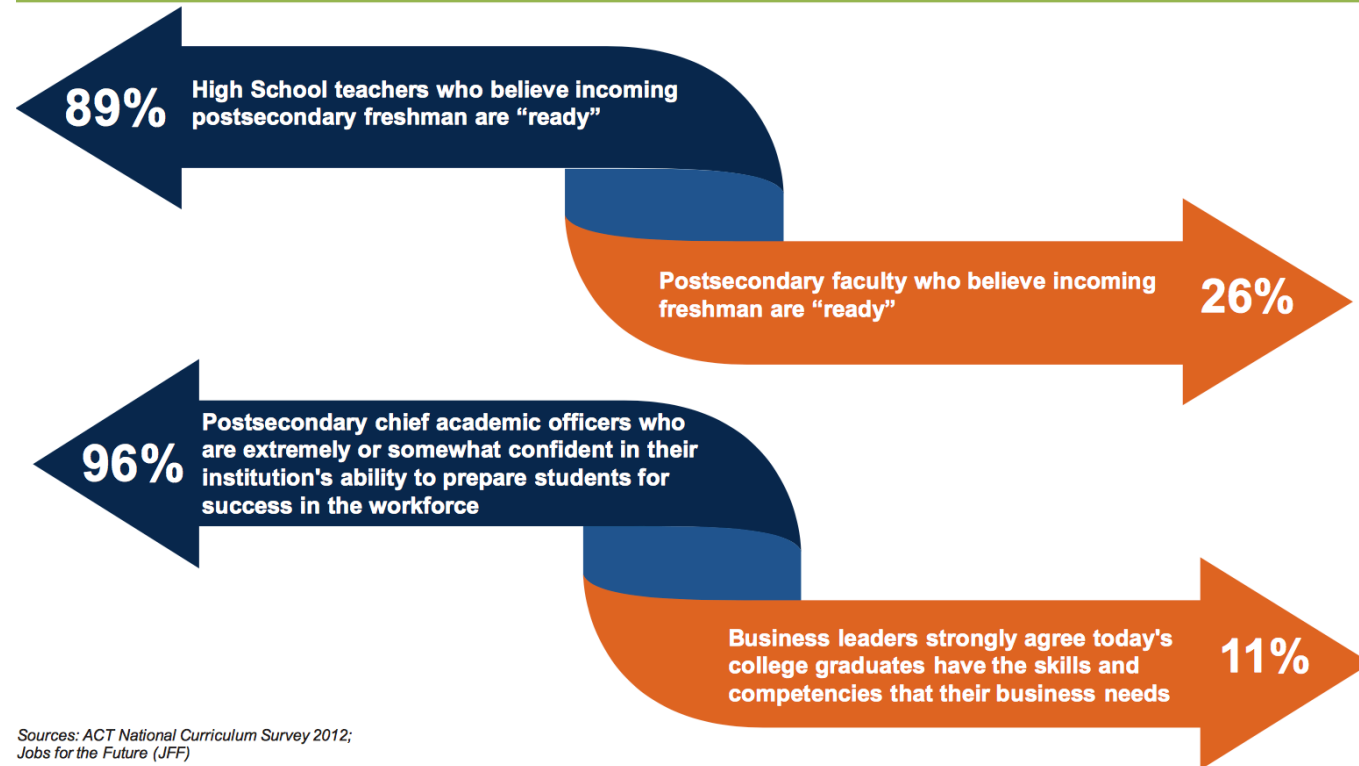 89%
High School teachers who believe incoming
postsecondary freshman are “ready”
Postsecondary faculty who believe incoming
freshman are “ready”
26%
96%
Postsecondary chief academic officers who
are extremely or somewhat confident in their
institution's ability to prepare students for
success in the workforce
Business leaders strongly agree today's
college graduates have the skills and
competencies that their business needs
11%
Sources: ACT National Curriculum Survey 2012;
Jobs for the Future (JFF)